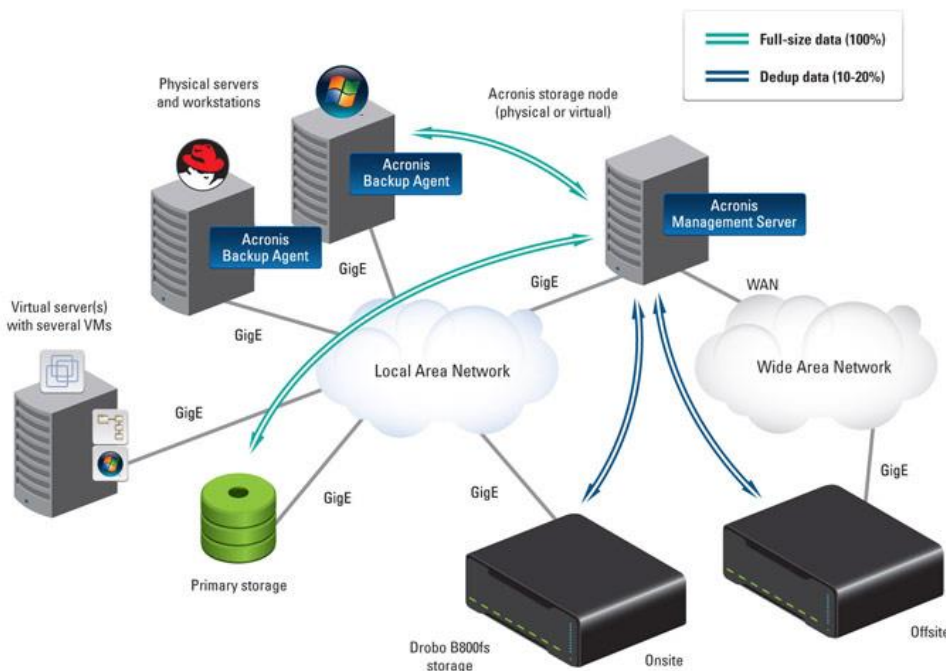 Full-size data (100%)
Dedup data (10-20%)
Physical servers
and workstations
Acronis storage node
(physical or virtual)
Acronis
Backup Agent
Acronis
Backup Agent
Acronis
Management Server
GigE
GigE
GigE
WAN
Virtual server(s)
with several VMs
Local Area Network
Wide Area Network
GigE
GigE
GigE
GigE
Primary storage
Drobo B800fs
storage
Onsite
Offsite